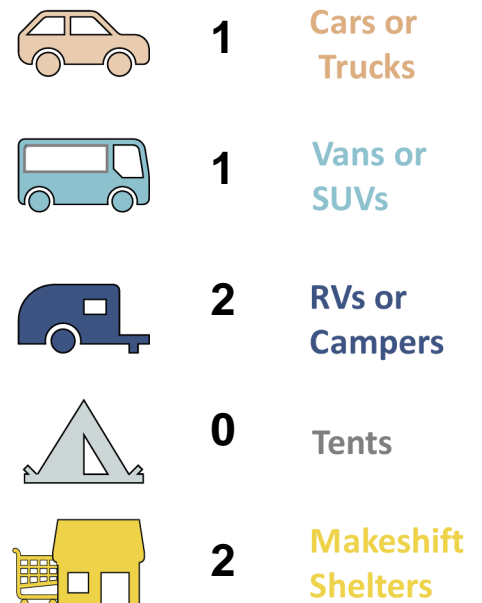 1 Cars or
Trucks
1 Vans or
SUVs
2 RVs or
Campers
0 Tents
2 Makeshift
Shelters